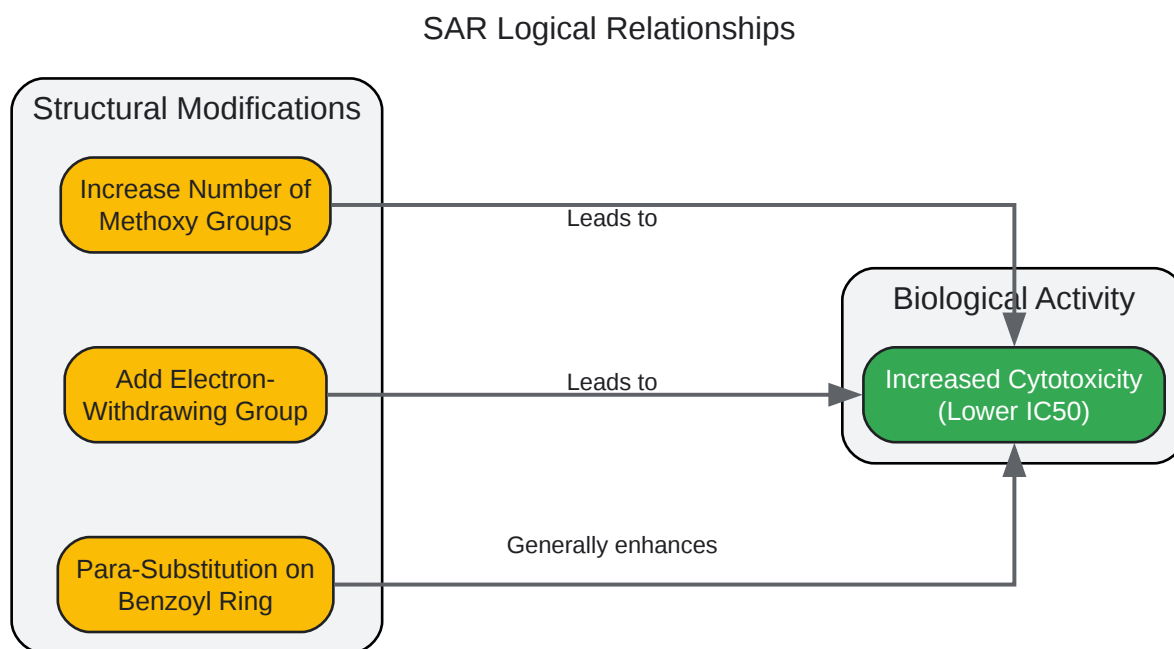 SAR Logical Relationships
Structural Modifications
Increase Number of
Methoxy Groups
Leads to
Biological Activity
Add Electron-
Withdrawing Group
Leads to
Increased Cytotoxicity
(Lower IC50)
Para-Substitution on
Benzoyl Ring
Generally enhances